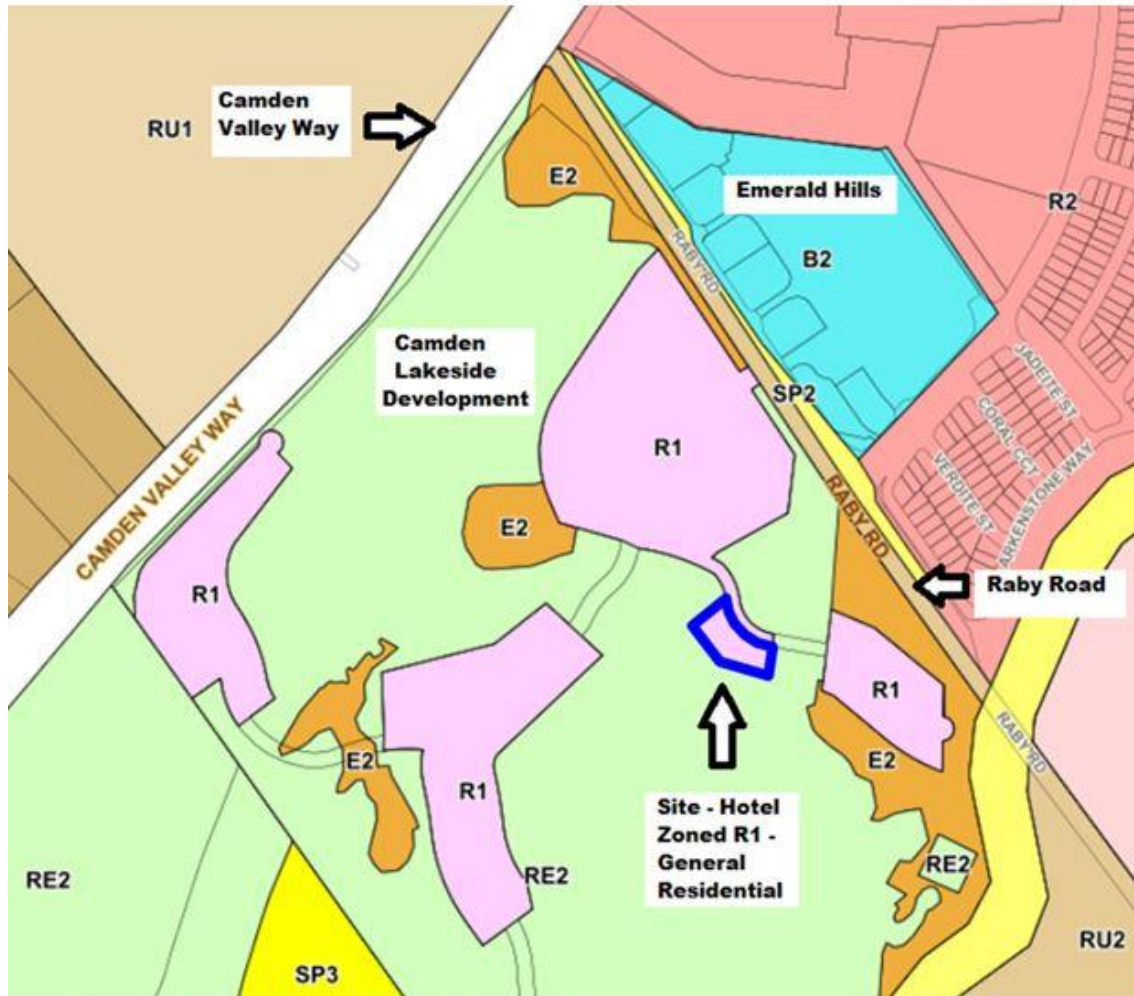 Camden
Valley Way
RU1
E2
Emerald Hills
R2
RABY RD
B2
Camden
Lakeside
Development
JADEITE ST
SP2
CORAL CCT
CAMDEN VALLEY WAY
R1
VERDITE ST
ARKENSTONE WAY
RABY RD
E2
Raby Road
R1
R1
RABY RD
E2
E2
R1
Site - Hotel
Zoned R1 -
General
Residential
RE2
RE2
RE2
RU2
SP3